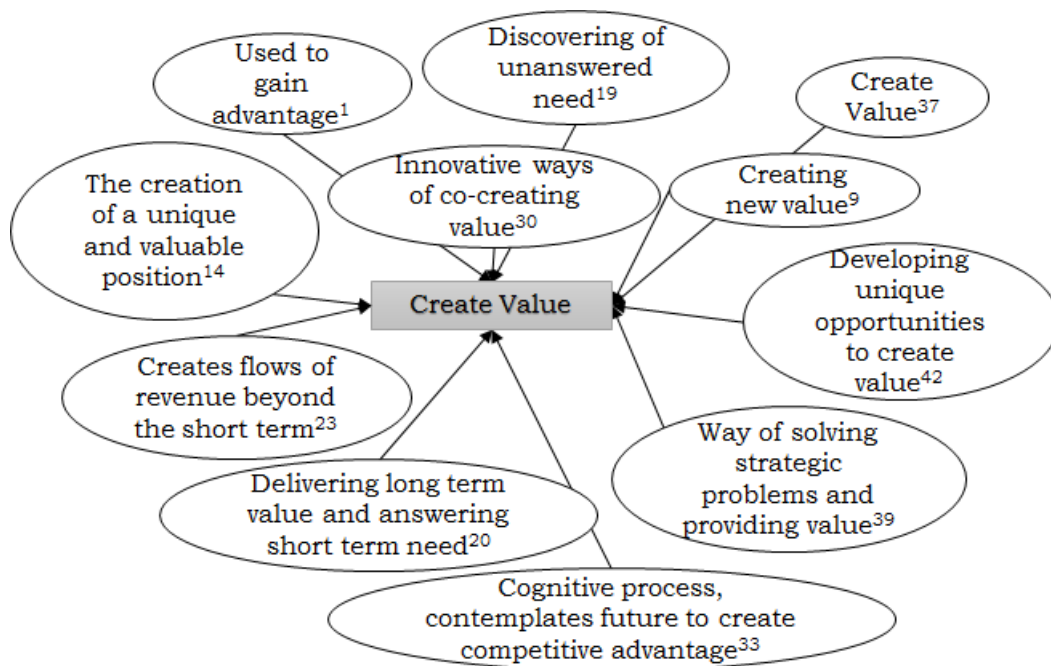 Used to
gain
advantage¹
Discovering of
unanswered
need¹⁹
Create
Value³⁷
The creation
of a unique
and valuable
position¹⁴
Innovative ways
of co-creating
value³⁰
Creating
new value⁹
Create Value
Developing
unique
opportunities
to create
value⁴²
Creates flows of
revenue beyond
the short term²³
Way of solving
strategic
problems and
providing value³⁹
Delivering long term
value and answering
short term need²⁰
Cognitive process,
contemplates future to create
competitive advantage³³